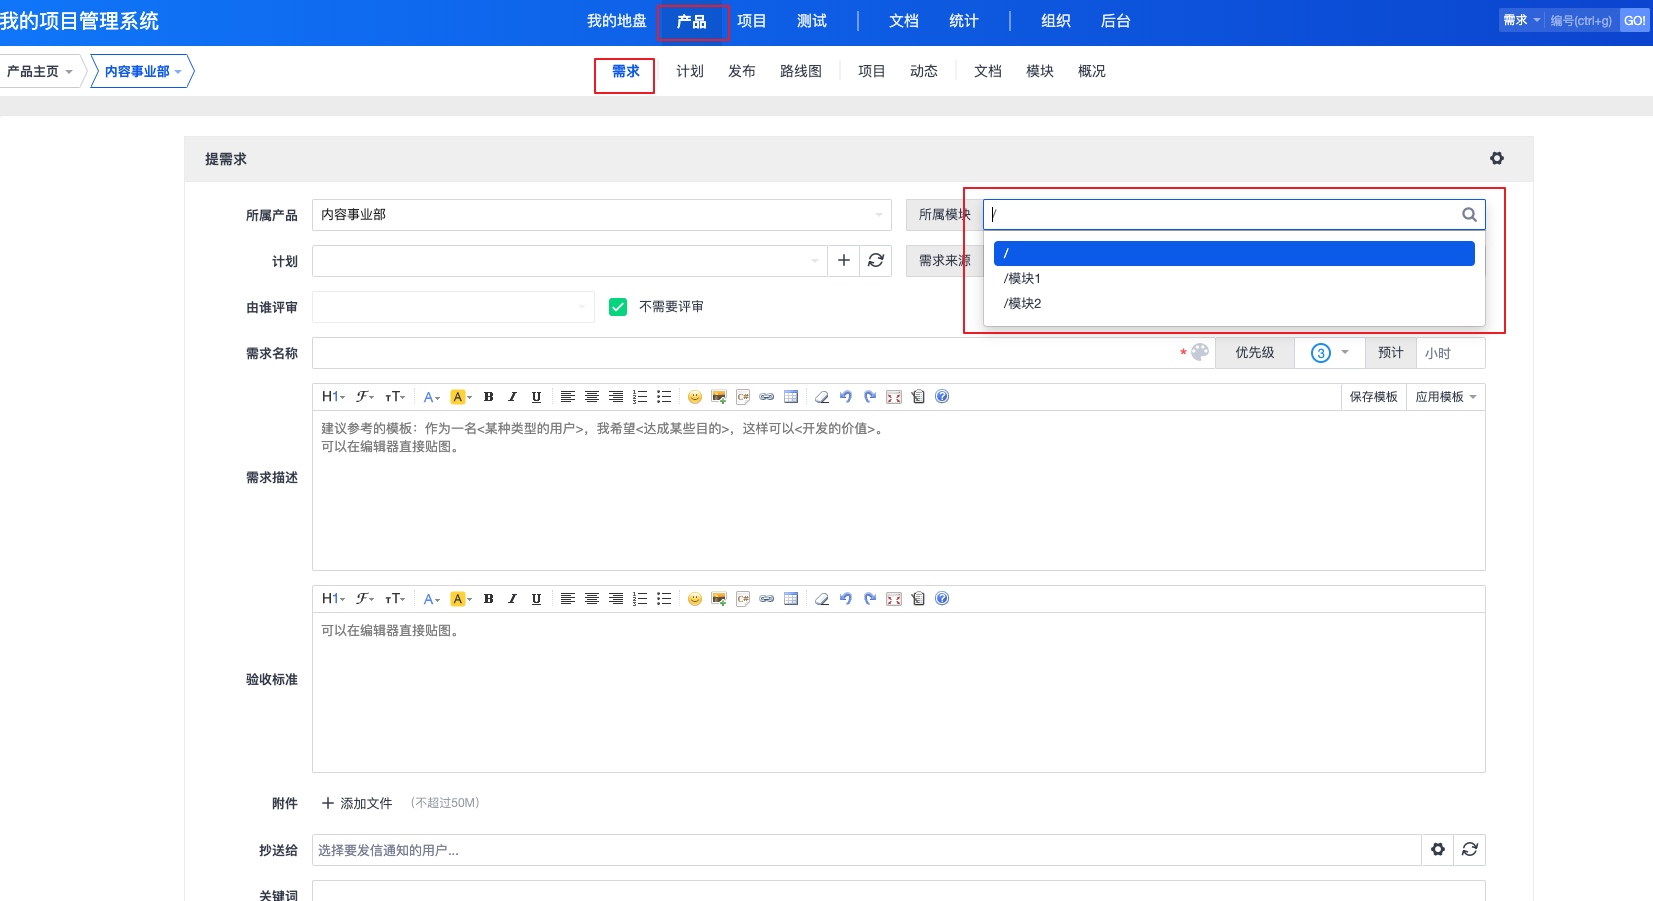 我的项目管理系统 我的地盘 产品 项目 测试 | 文档 统计 | 组织 后台 需求 编号(ctrl+g) GO!
产品主页 内容事业部 需求 计划 发布 路线图 项目 动态 文档 模块 概况
提需求
所属产品 内容事业部 所属模块 /
计划 需求来源 /
/模块1
由谁评审 不需要评审 /模块2
需求名称 * 优先级 3 预计 小时
H1 F TT A A B I U C# 保存模板 应用模板
建议参考的模板：作为一名<某种类型的用户>，我希望<达成某些目的>，这样可以<开发的价值>。
可以在编辑器直接贴图。
需求描述
H1 F TT A A B I U C#
可以在编辑器直接贴图。
验收标准
附件 添加文件 (不超过50M)
抄送给 选择要发信通知的用户...
关键词